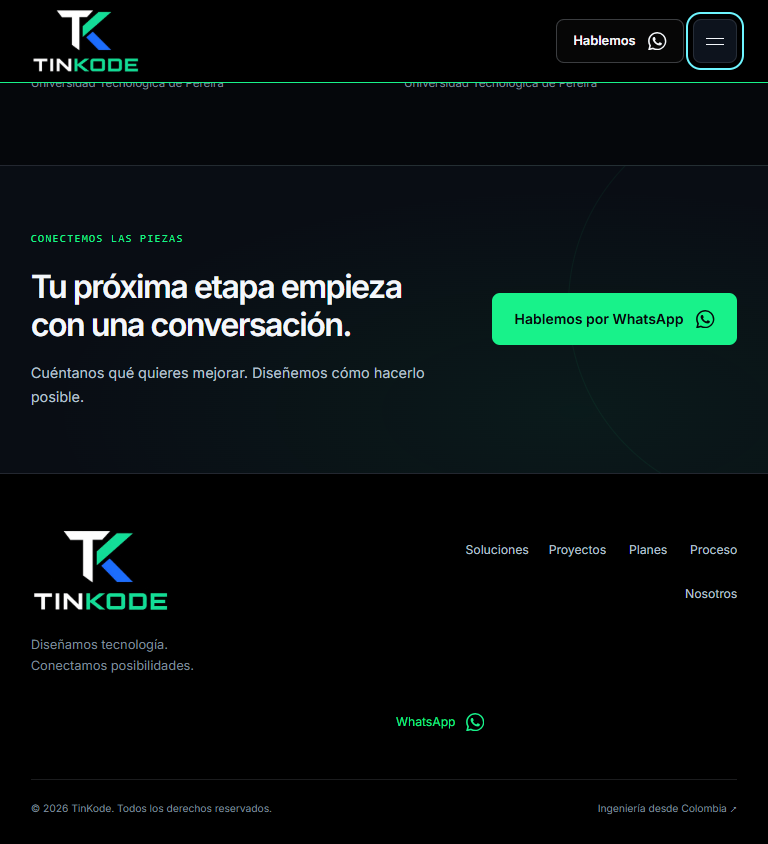 TINKODE
Hablemos
Universidad Tecnológica de Pereira
Universidad Tecnológica de Pereira
CONECTEMOS LAS PIEZAS
Tu próxima etapa empieza
con una conversación.
Cuéntanos qué quieres mejorar. Diseñemos cómo hacerlo
posible.
Hablemos por WhatsApp
TINKODE
Diseñamos tecnología.
Conectamos posibilidades.
Soluciones Proyectos Planes Proceso
Nosotros
WhatsApp
© 2026 TinKode. Todos los derechos reservados.
Ingeniería desde Colombia ↗